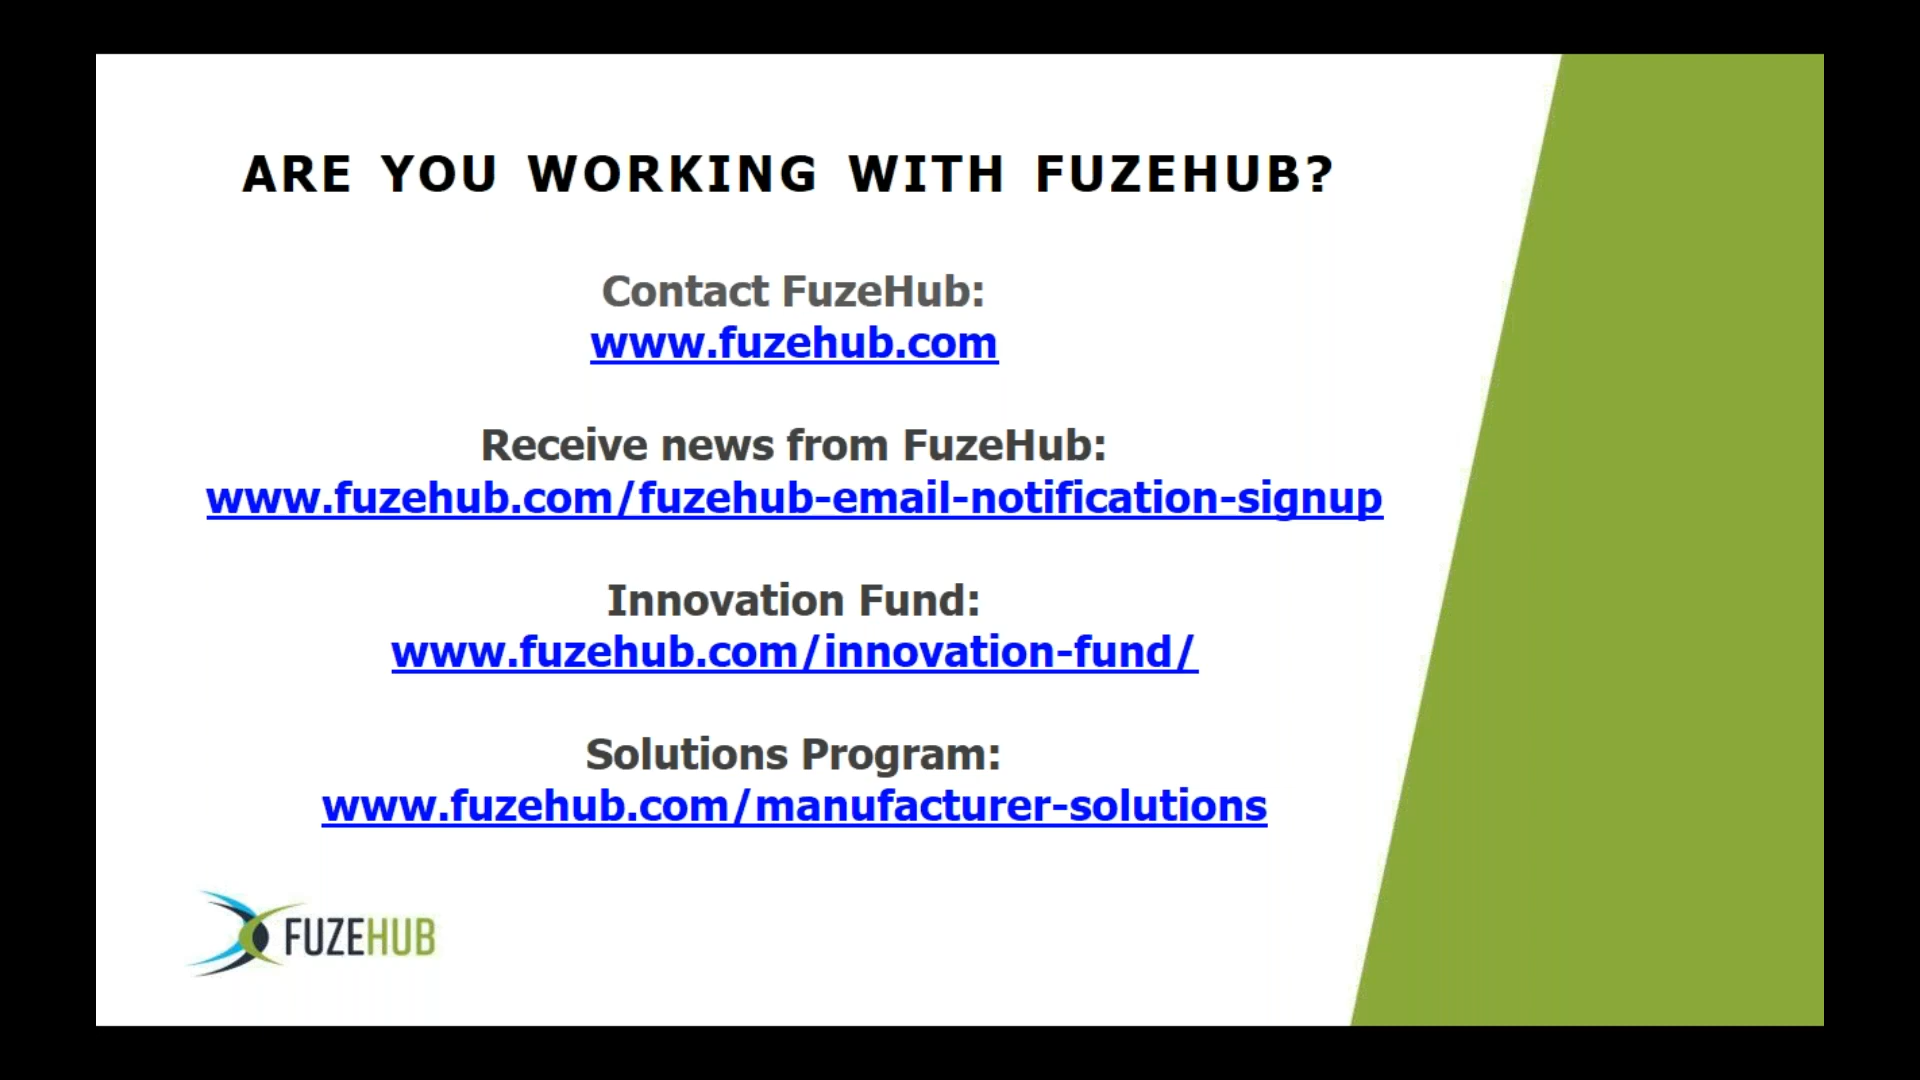 ARE YOU WORKING WITH FUZEHUB?
Contact FuzeHub:
www.fuzehub.com
Receive news from FuzeHub:
www.fuzehub.com/fuzehub-email-notification-signup
Innovation Fund:
www.fuzehub.com/innovation-fund/
Solutions Program:
www.fuzehub.com/manufacturer-solutions
FUZEHUB